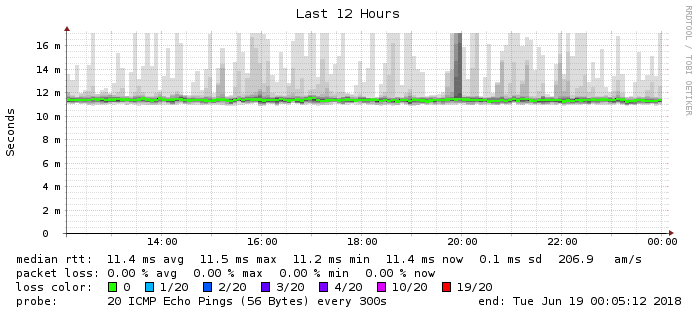 Last 12 Hours
RRDTOOL / TOBI OETIKER
Seconds
16 m
14 m
12 m
10 m
8 m
6 m
4 m
2 m
0
14:00 16:00 18:00 20:00 22:00 00:00
median rtt: 11.4 ms avg 11.5 ms max 11.2 ms min 11.4 ms now 0.1 ms sd 206.9 am/s
packet loss: 0.00 % avg 0.00 % max 0.00 % min 0.00 % now
loss color: 0 1/20 2/20 3/20 4/20 10/20 19/20
probe: 20 ICMP Echo Pings (56 Bytes) every 300s end: Tue Jun 19 00:05:12 2018